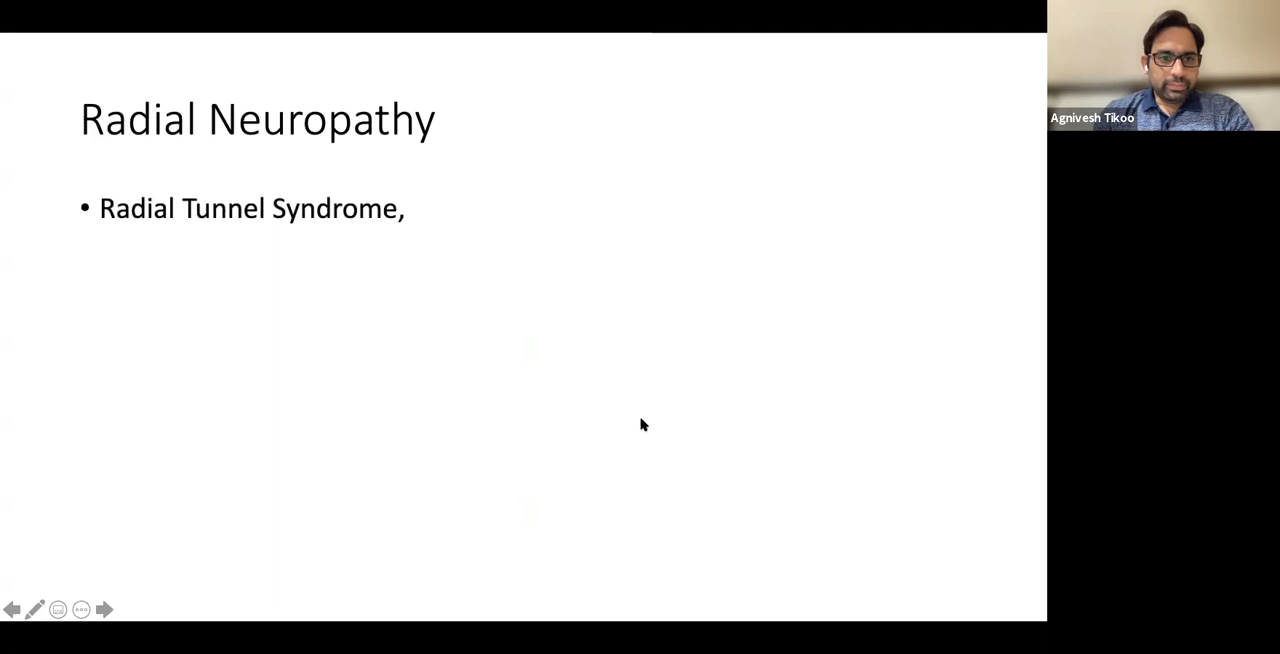 Radial Neuropathy
• Radial Tunnel Syndrome,
Agnivesh Tikoo